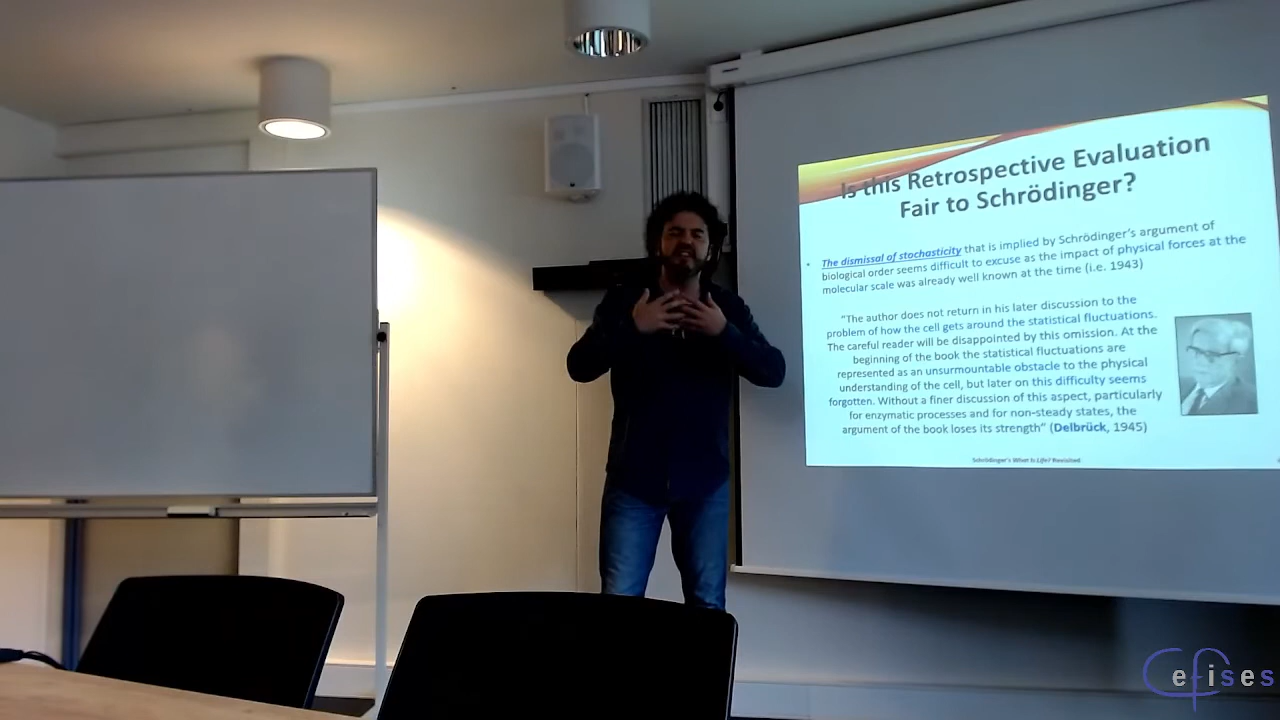 Is this Retrospective Evaluation
Fair to Schrödinger?
• The dismissal of stochasticity that is implied by Schrödinger's argument of
biological order seems difficult to excuse as the impact of physical forces at the
molecular scale was already well known at the time (i.e. 1943)
"The author does not return in his later discussion to the
problem of how the cell gets around the statistical fluctuations.
The careful reader will be disappointed by this omission. At the
beginning of the book the statistical fluctuations are
represented as an unsurmountable obstacle to the physical
understanding of the cell, but later on this difficulty seems
forgotten. Without a finer discussion of this aspect, particularly
for enzymatic processes and for non-steady states, the
argument of the book loses its strength" (Delbrück, 1945)
Schrödinger's What Is Life? Revisited
Cefises